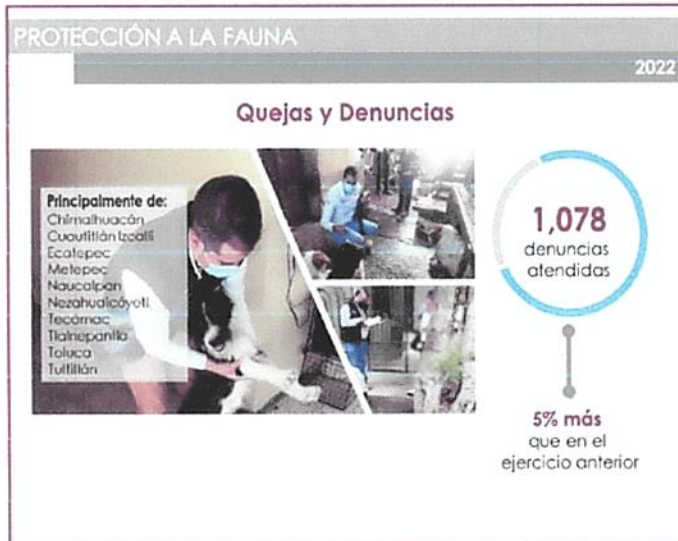 PROTECCIÓN A LA FAUNA
2022
Quejas y Denuncias
Principalmente de:
Chimalhuacán
Cuautitlán Izcalli
Ecatepec
Metepec
Naucalpan
Nezahualcóyotl
Tecámac
Tlalnepantla
Toluca
Tultitlán
1,078
denuncias
atendidas
5% más
que en el
ejercicio anterior